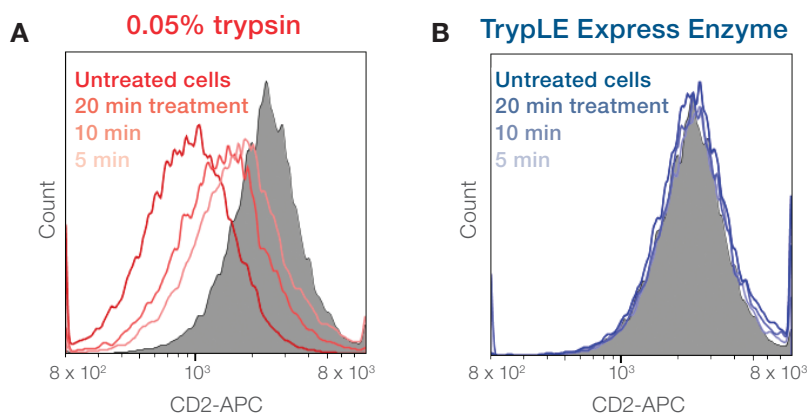 A
0.05% trypsin
Untreated cells
20 min treatment
10 min
5 min
Count
8 x 10²
10³
8 x 10³
CD2-APC
B
TrypLE Express Enzyme
Untreated cells
20 min treatment
10 min
5 min
Count
8 x 10²
10³
8 x 10³
CD2-APC